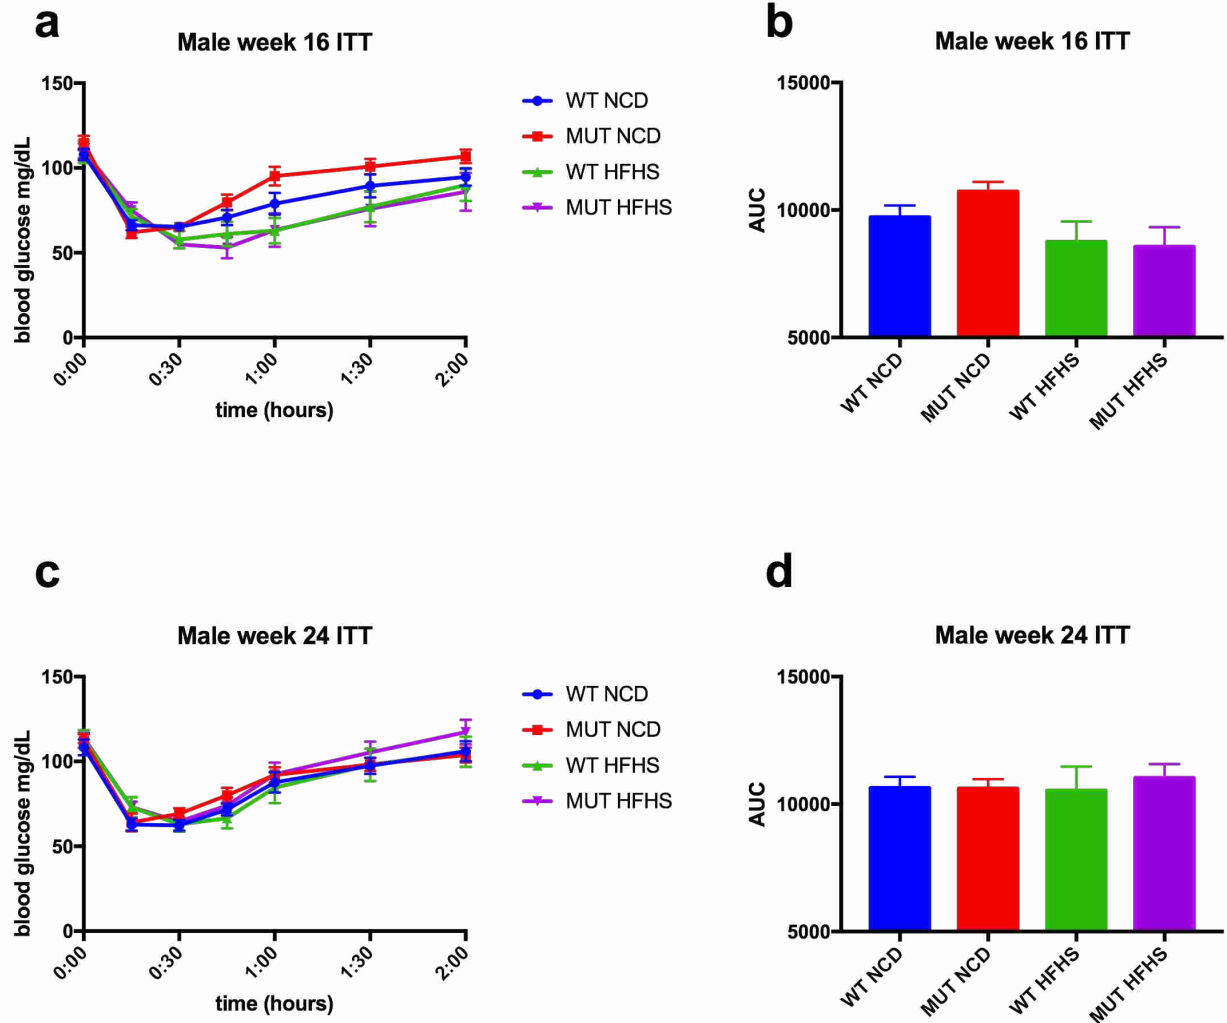 a
Male week 16 ITT
150
100
50
0
blood glucose mg/dL
0:00
0:30
1:00
1:30
2:00
time (hours)
WT NCD
MUT NCD
WT HFHS
MUT HFHS
b
Male week 16 ITT
15000
10000
5000
AUC
WT NCD
MUT NCD
WT HFHS
MUT HFHS
c
Male week 24 ITT
150
100
50
0
blood glucose mg/dL
0:00
0:30
1:00
1:30
2:00
time (hours)
WT NCD
MUT NCD
WT HFHS
MUT HFHS
d
Male week 24 ITT
15000
10000
5000
AUC
WT NCD
MUT NCD
WT HFHS
MUT HFHS